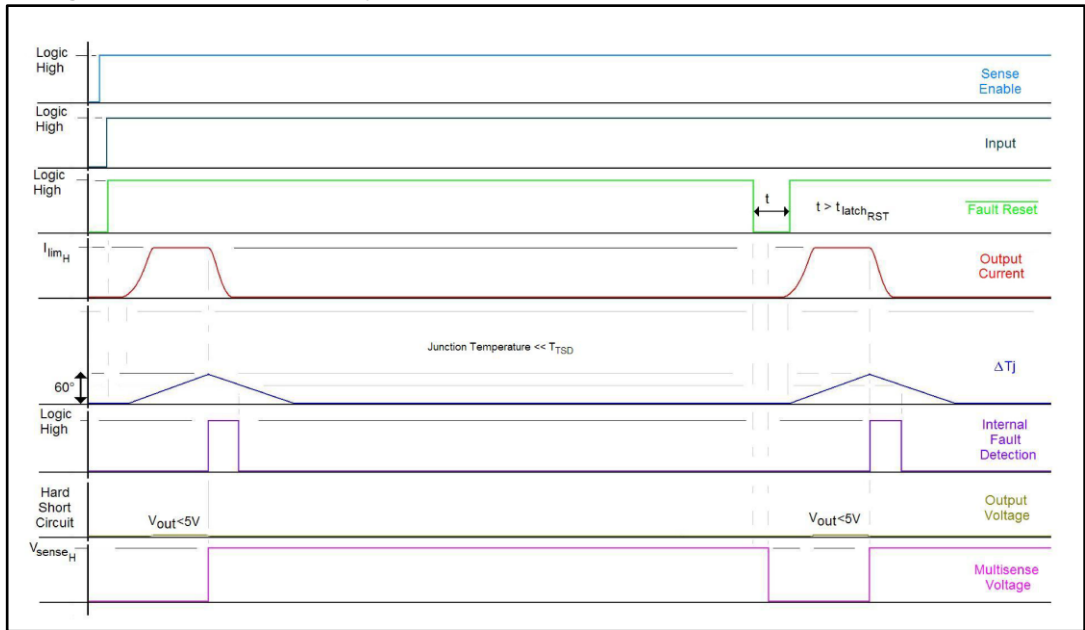 Logic
High
Sense
Enable
Logic
High
Input
Logic
High
t
t > tlatchRST
Fault Reset
IlimH
Output
Current
Junction Temperature << TTSD
ΔTj
60°
Logic
High
Internal
Fault
Detection
Hard
Short
Circuit
Vout<5V
Vout<5V
Output
Voltage
VsenseH
Multisense
Voltage